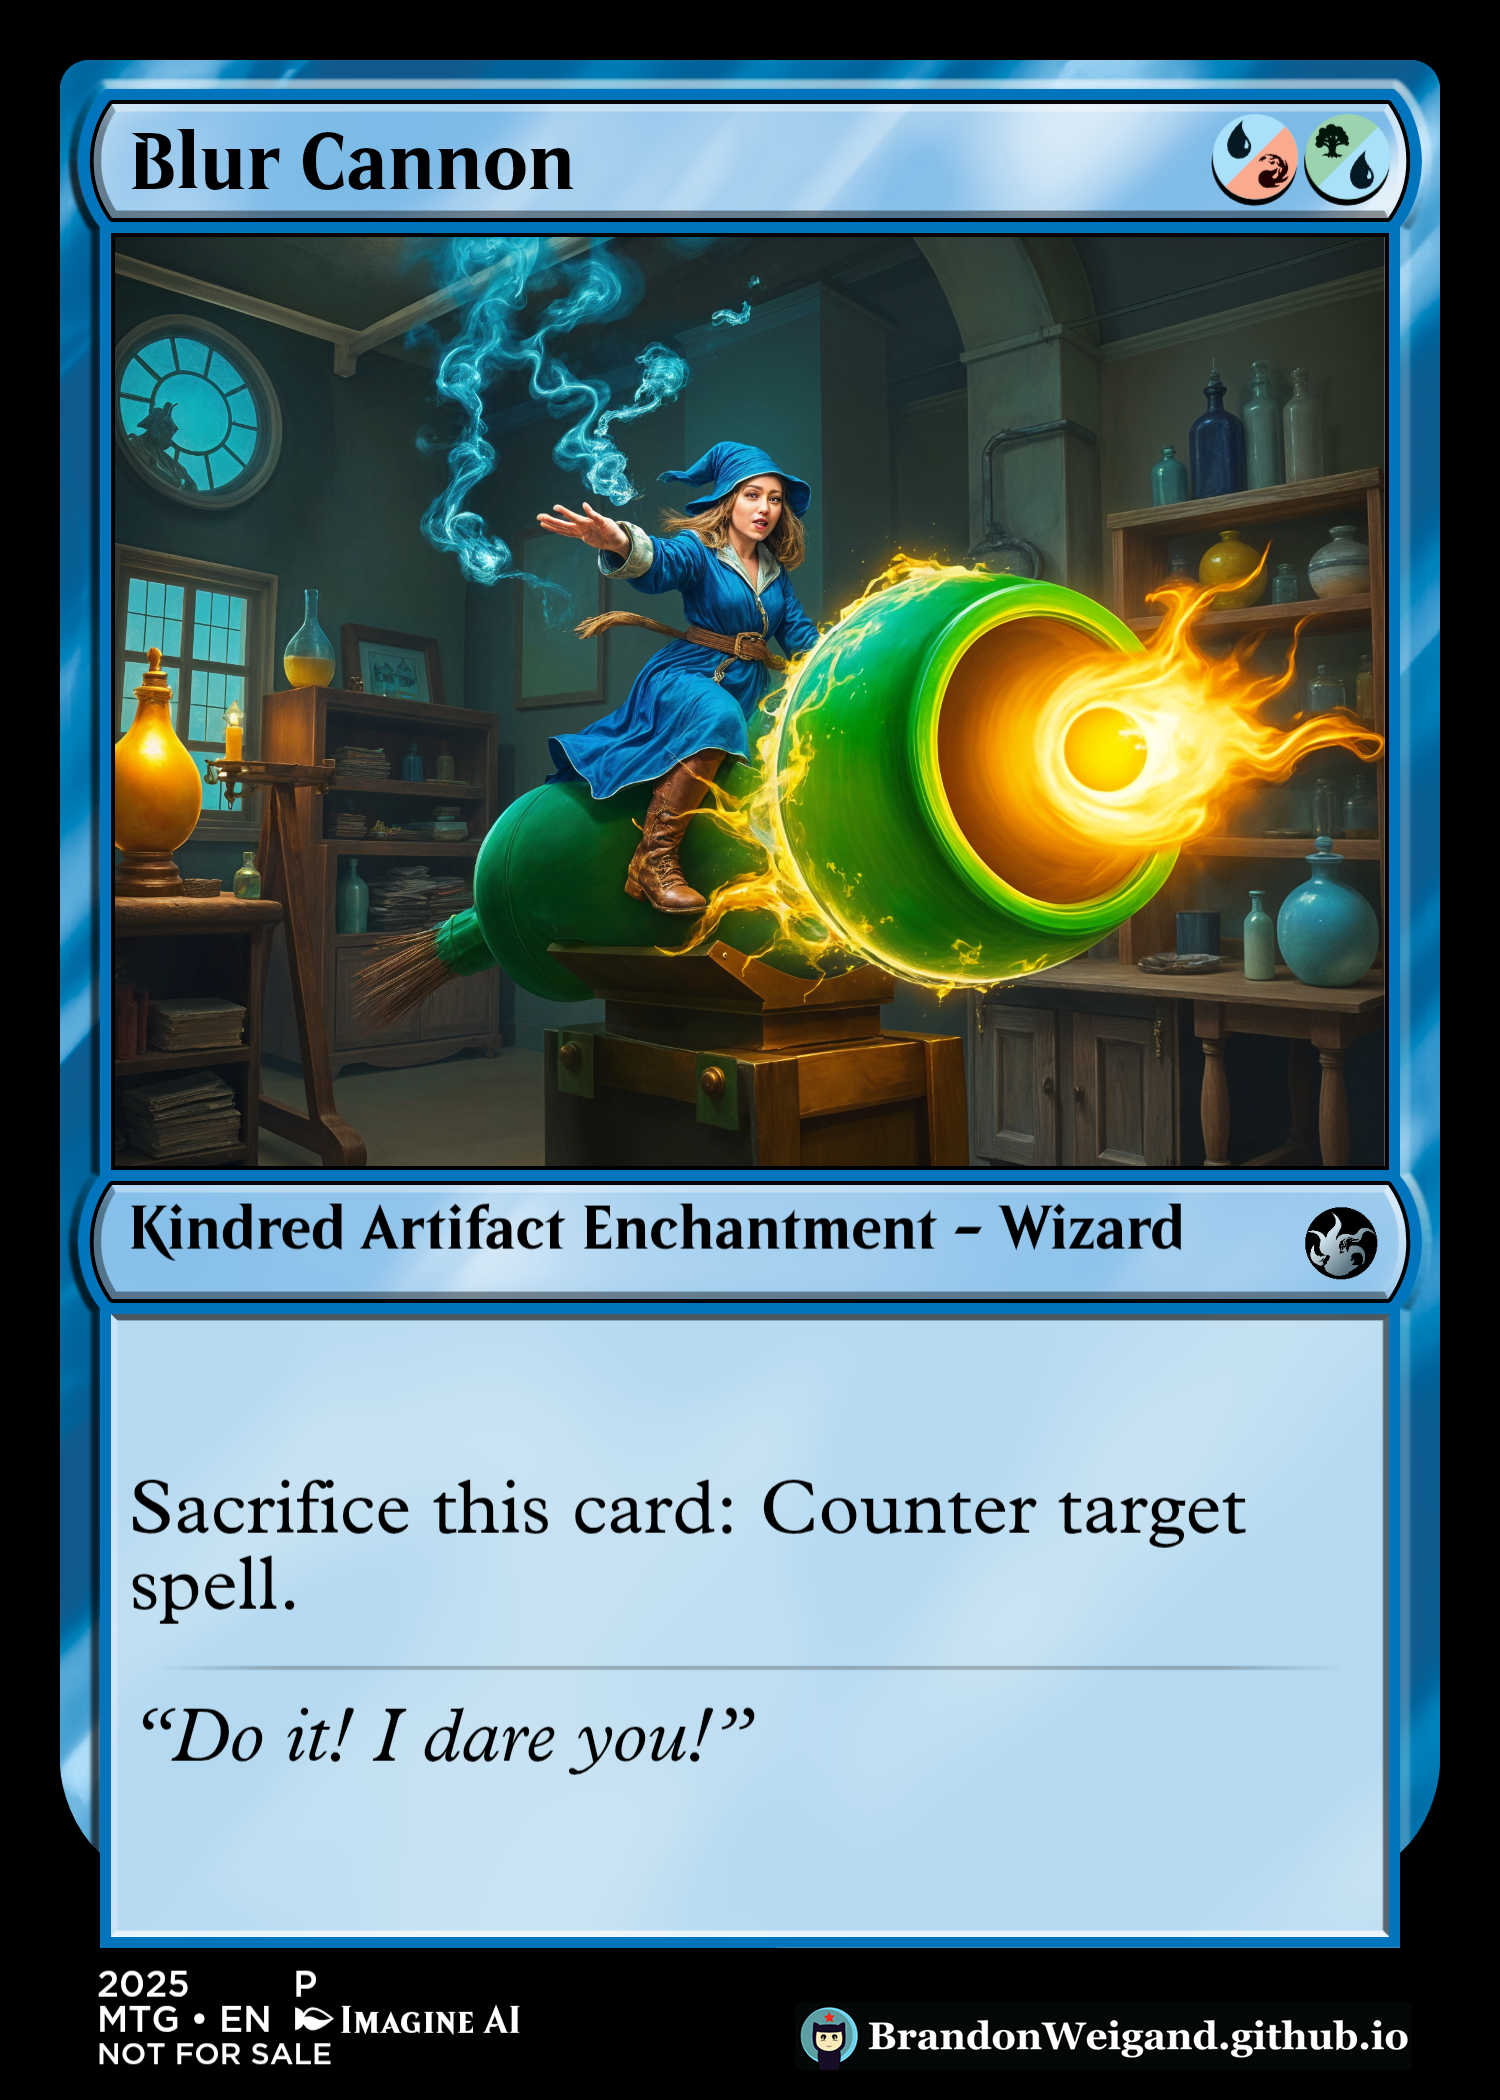 Blur Cannon
Kindred Artifact Enchantment – Wizard
Sacrifice this card: Counter target
spell.
“Do it! I dare you!”
2025 P
MTG • EN Imagine AI
NOT FOR SALE
BrandonWeigand.github.io